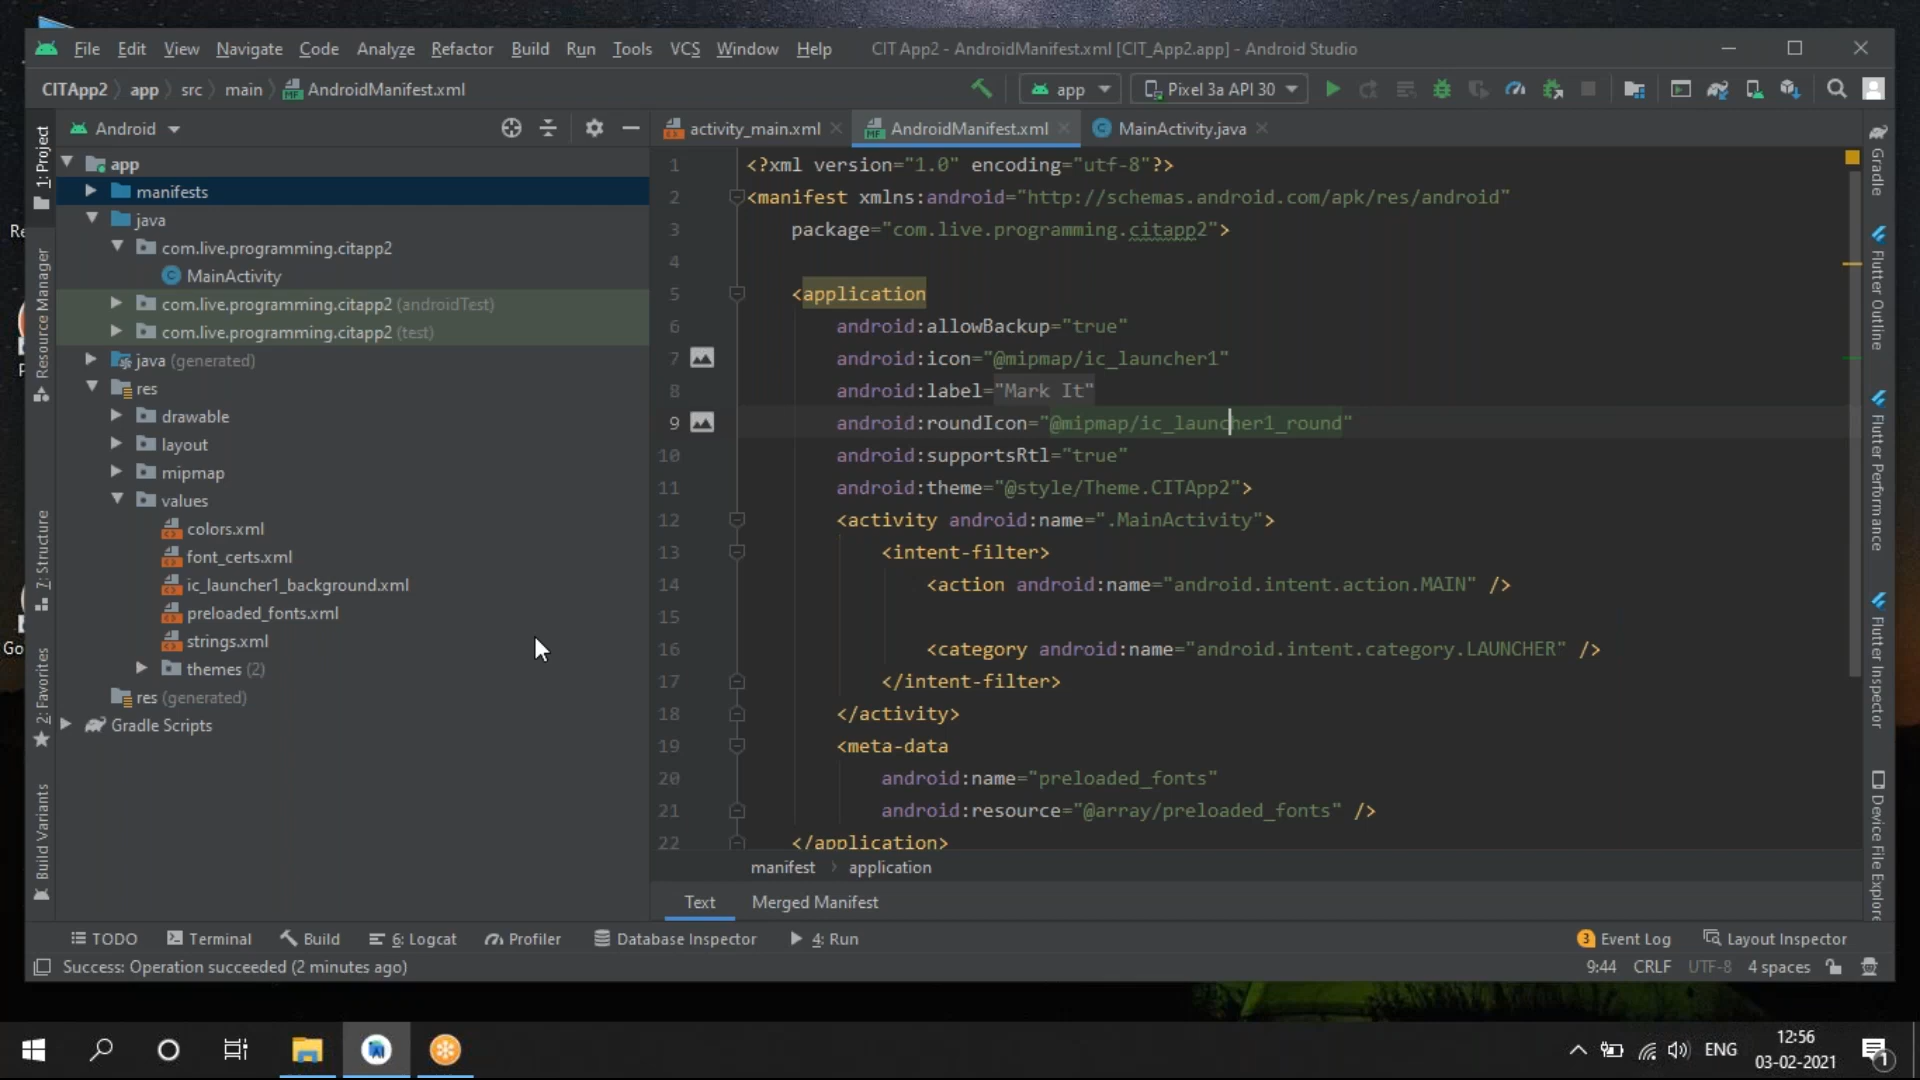 File Edit View Navigate Code Analyze Refactor Build Run Tools VCS Window Help CIT App2 - AndroidManifest.xml [CIT_App2.app] - Android Studio
CITApp2 app src main AndroidManifest.xml app Pixel 3a API 30
Android
activity_main.xml AndroidManifest.xml MainActivity.java
1: Project
Resource Manager
7: Structure
2: Favorites
Build Variants
app
manifests
java
com.live.programming.citapp2
MainActivity
com.live.programming.citapp2 (androidTest)
com.live.programming.citapp2 (test)
java (generated)
res
drawable
layout
mipmap
values
colors.xml
font_certs.xml
ic_launcher1_background.xml
preloaded_fonts.xml
strings.xml
themes (2)
res (generated)
Gradle Scripts
1 <?xml version="1.0" encoding="utf-8"?>
2 <manifest xmlns:android="http://schemas.android.com/apk/res/android"
3 package="com.live.programming.citapp2">
4
5 <application
6 android:allowBackup="true"
7 android:icon="@mipmap/ic_launcher1"
8 android:label="Mark It"
9 android:roundIcon="@mipmap/ic_launcher1_round"
10 android:supportsRtl="true"
11 android:theme="@style/Theme.CITApp2">
12 <activity android:name=".MainActivity">
13 <intent-filter>
14 <action android:name="android.intent.action.MAIN" />
15
16 <category android:name="android.intent.category.LAUNCHER" />
17 </intent-filter>
18 </activity>
19 <meta-data
20 android:name="preloaded_fonts"
21 android:resource="@array/preloaded_fonts" />
22 </application>
manifest application
Text Merged Manifest
Gradle
Flutter Outline
Flutter Performance
Flutter Inspector
Device File Explore
TODO Terminal Build 6: Logcat Profiler Database Inspector 4: Run 3 Event Log Layout Inspector
Success: Operation succeeded (2 minutes ago) 9:44 CRLF UTF-8 4 spaces
ENG
12:56
03-02-2021
1